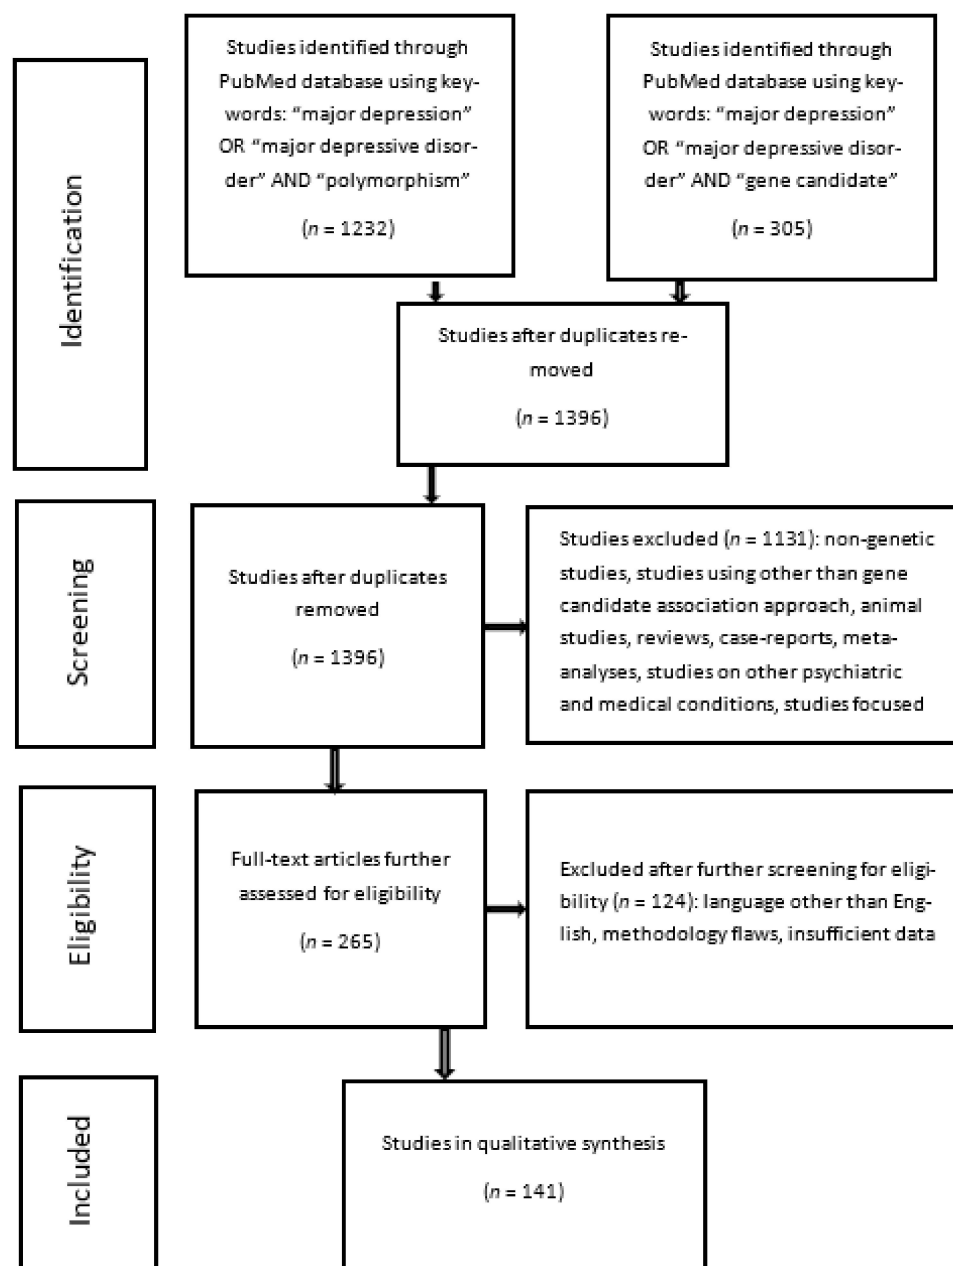 Identification
Studies identified through
PubMed database using key-
words: “major depression”
OR “major depressive disor-
der” AND “polymorphism”
(n = 1232)
Studies identified through
PubMed database using key-
words: “major depression”
OR “major depressive disor-
der” AND “gene candidate”
(n = 305)
Studies after duplicates re-
moved
(n = 1396)
Screening
Studies after duplicates
removed
(n = 1396)
Studies excluded (n = 1131): non-genetic
studies, studies using other than gene
candidate association approach, animal
studies, reviews, case-reports, meta-
analyses, studies on other psychiatric
and medical conditions, studies focused
Eligibility
Full-text articles further
assessed for eligibility
(n = 265)
Excluded after further screening for eligi-
bility (n = 124): language other than Eng-
lish, methodology flaws, insufficient data
Included
Studies in qualitative synthesis
(n = 141)